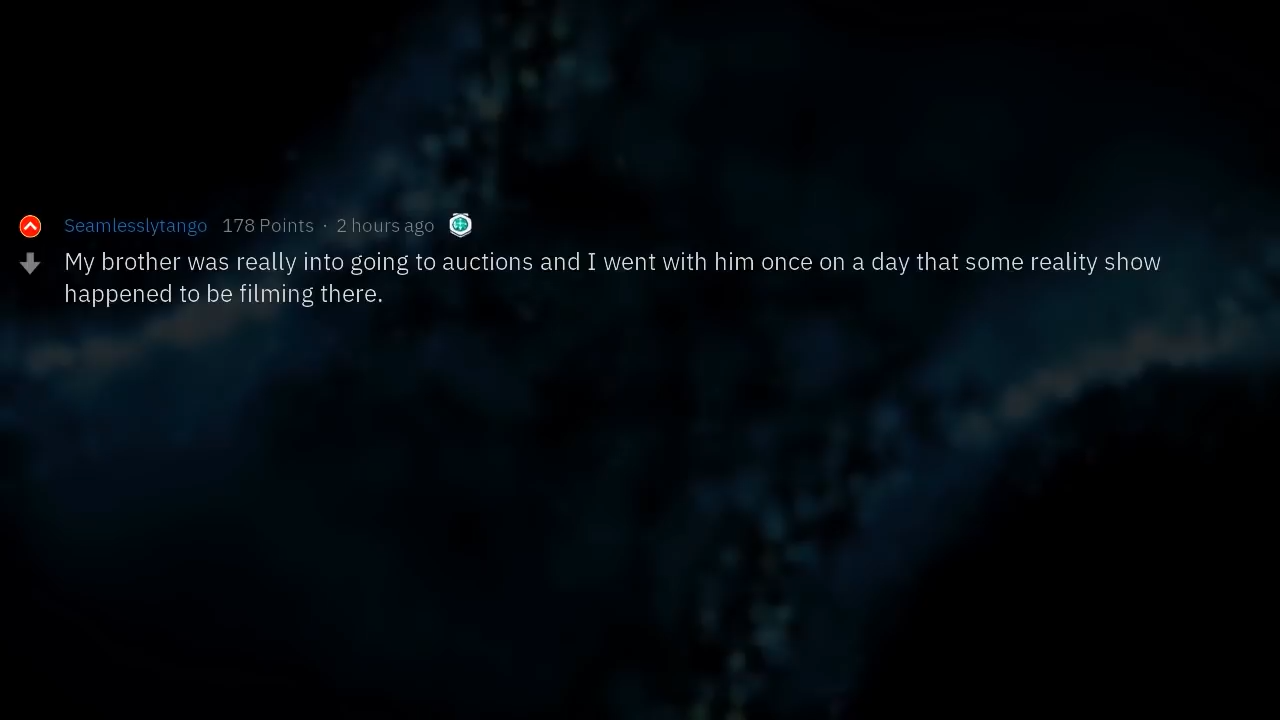 Seamlesslytango 178 Points · 2 hours ago
My brother was really into going to auctions and I went with him once on a day that some reality show
happened to be filming there.